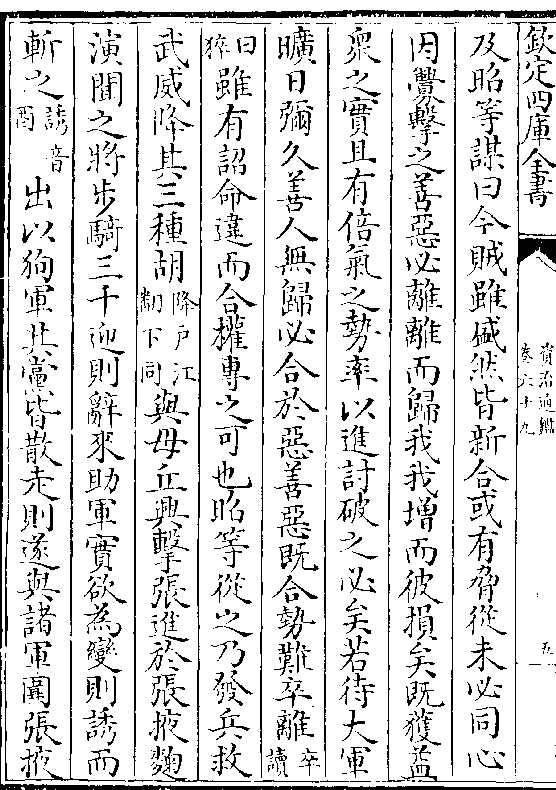 欽定四庫全書
資治通鑑
卷六十九
五
及昭等謀曰今賊雖盛然皆新合或有脅從未必同心
因釁擊之善惡必離離而歸我我增而彼損矣既獲益
衆之實且有倍氣之勢率以進討破之必矣若待大軍
曠日彌久善人無歸必合於惡善惡既合勢難卒離卒讀
曰猝雖有詔命違而合權專之可也昭等從之乃發兵救
武威降其三種胡降戶江翻下同與毋丘興擊張進於張掖麴
演聞之將步騎三千迎則辭來助軍實欲為變則誘而
斬之誘音酉出以狥軍其黨皆散走則遂與諸軍圍張掖